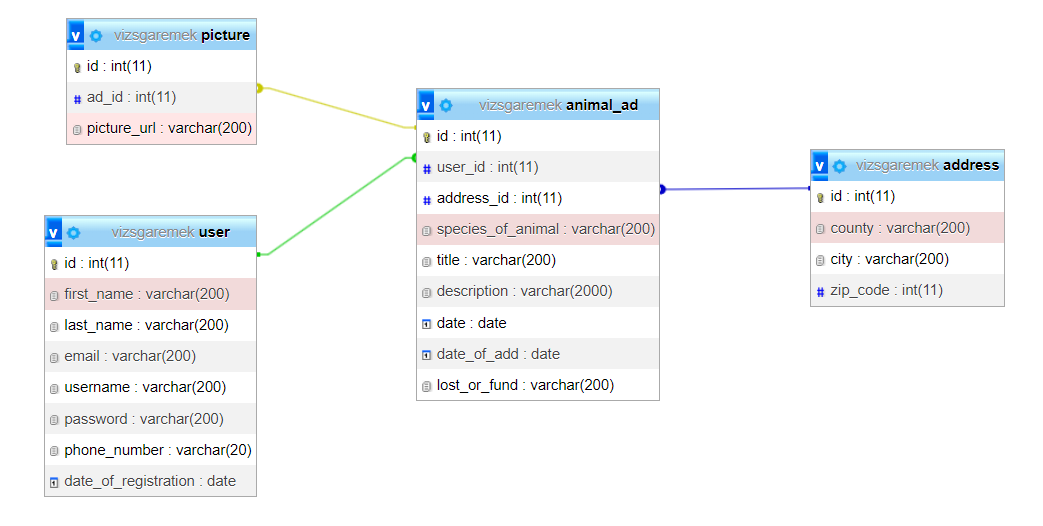 v vizsgaremek picture
id : int(11)
# ad_id : int(11)
picture_url : varchar(200)
v vizsgaremek user
id : int(11)
first_name : varchar(200)
last_name : varchar(200)
email : varchar(200)
username : varchar(200)
password : varchar(200)
phone_number : varchar(20)
date_of_registration : date
v vizsgaremek animal_ad
id : int(11)
# user_id : int(11)
# address_id : int(11)
species_of_animal : varchar(200)
title : varchar(200)
description : varchar(2000)
date : date
date_of_add : date
lost_or_fund : varchar(200)
v vizsgaremek address
id : int(11)
county : varchar(200)
city : varchar(200)
# zip_code : int(11)